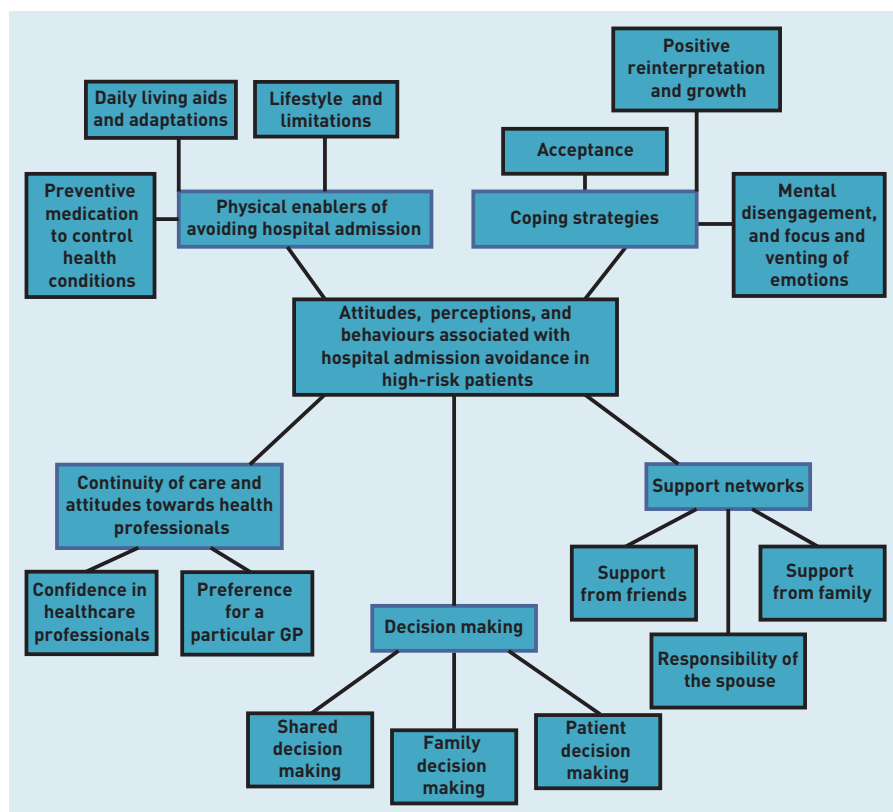 Positive
reinterpretation
and growth
Daily living aids
and adaptations
Lifestyle and
limitations
Acceptance
Preventive
medication
to control
health
conditions
Physical enablers of
avoiding hospital admission
Coping strategies
Mental
disengagement,
and focus and
venting of
emotions
Attitudes, perceptions, and
behaviours associated with
hospital admission avoidance in
high-risk patients
Continuity of care and
attitudes towards health
professionals
Support networks
Confidence in
healthcare
professionals
Preference
for a
particular GP
Support
from friends
Support
from family
Decision making
Responsibility of
the spouse
Shared
decision
making
Family
decision
making
Patient
decision
making